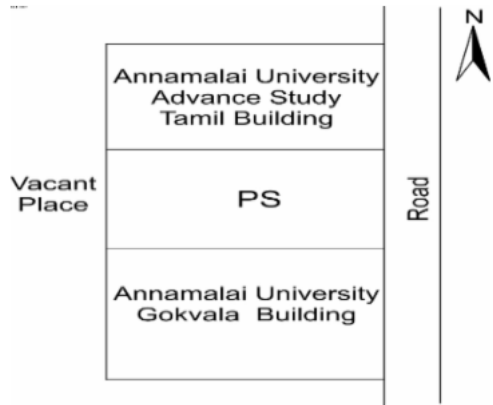 N
Annamalai University
Advance Study
Tamil Building
Vacant
Place
PS
Road
Annamalai University
Gokvala Building